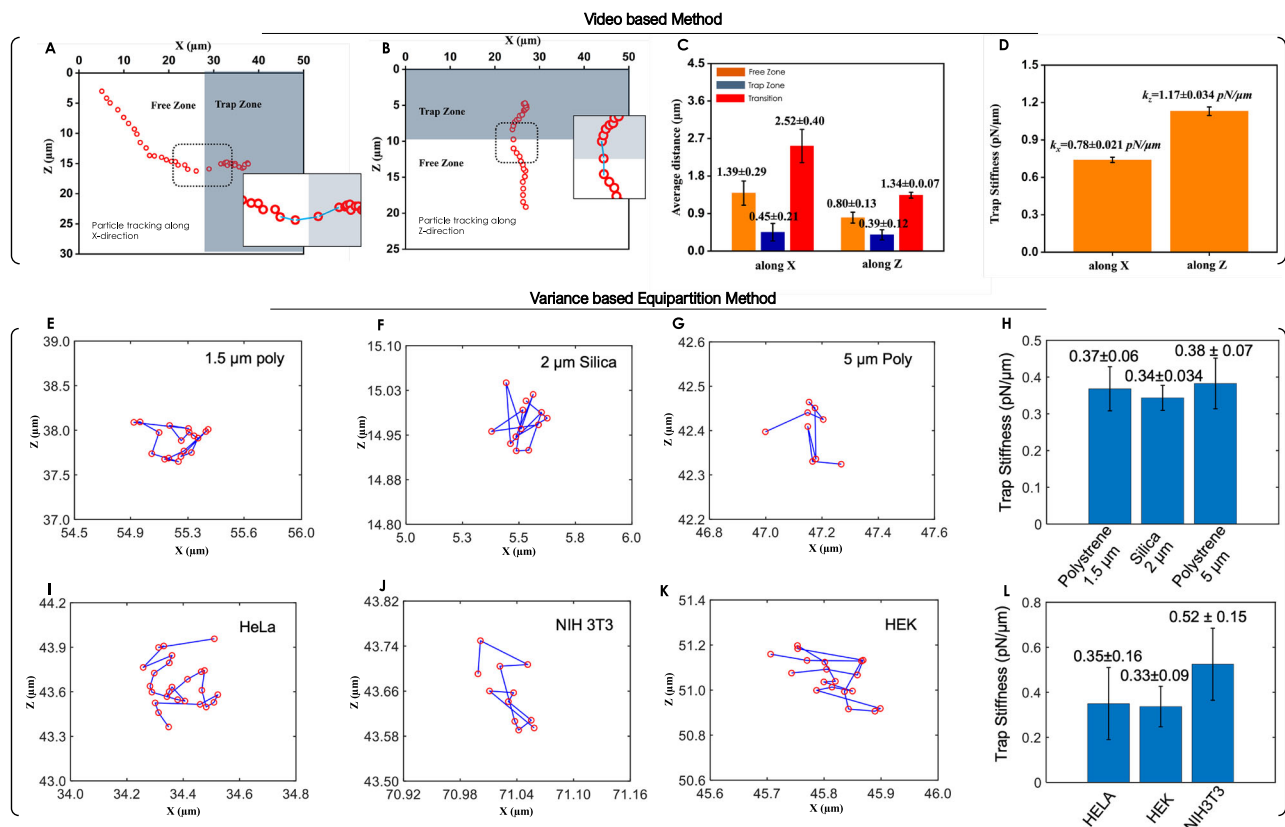 Video based Method
A
X (µm)
0 10 20 30 40 50
0
5
10
15
20
25
30
Z (µm)
Free Zone
Trap Zone
Particle tracking along
X-direction
B
X (µm)
0 10 20 30 40 50
0
5
10
15
20
25
Z (µm)
Trap Zone
Free Zone
Particle tracking along
Z-direction
C
4.5
3.6
2.7
1.8
0.9
0.0
Average edistance (µm)
Free Zone
Trap Zone
Transition
1.39±0.29
0.45±0.21
2.52±0.40
0.80±0.13
0.39±0.12
1.34±0.0.07
along X
along Z
D
1.5
1.2
0.9
0.6
0.3
0.0
Trap Stiffness (pN/µm)
kx=0.78±0.021 pN/µm
kz=1.17±0.034 pN/µm
along X
along Z
Variance based Equipartition Method
E
39.0
38.5
38.0
37.5
37.0
Z (µm)
1.5 µm poly
54.5 54.9 55.3 55.6 56.0
X (µm)
F
15.10
15.03
14.95
14.88
14.80
Z (µm)
2 µm Silica
5.0 5.3 5.5 5.8 6.0
X (µm)
G
42.6
42.5
42.4
42.3
42.2
Z (µm)
5 µm Poly
46.8 47.0 47.2 47.4 47.6
X (µm)
H
0.5
0.4
0.3
0.2
0.1
0
Trap Stiffness (pN/µm)
0.37±0.06
0.34±0.034
0.38 ± 0.07
Polystrene
1.5 µm
Silica
2 µm
Polystrene
5 µm
I
44.2
43.9
43.6
43.3
43.0
Z (µm)
HeLa
34.0 34.2 34.4 34.6 34.8
X (µm)
J
43.82
43.74
43.66
43.58
43.50
Z (µm)
NIH 3T3
70.92 70.98 71.04 71.10 71.16
X (µm)
K
51.4
51.2
51.0
50.8
50.6
Z (µm)
HEK
45.6 45.7 45.8 45.9 46.0
X (µm)
L
0.8
0.6
0.4
0.2
0
Trap Stiffness (pN/µm)
0.35±0.16
0.33±0.09
0.52 ± 0.15
HELA
HEK
NIH3T3